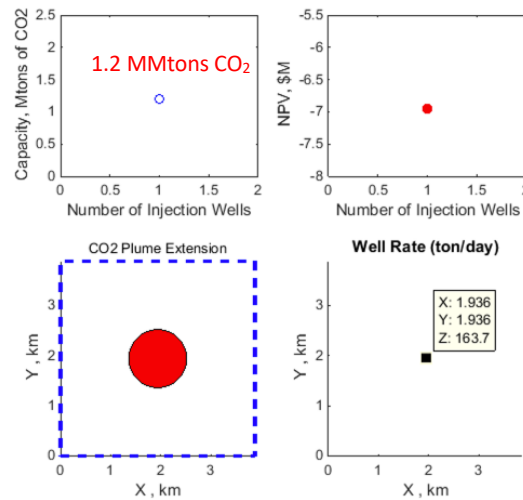 2.5
2
1.5
1
0.5
0
Capacity, Mtons of CO2
1.2 MMtons CO₂
0 0.5 1 1.5 2
Number of Injection Wells
-5.5
-6
-6.5
-7
-7.5
-8
NPV, $M
0 0.5 1 1.5 2
Number of Injection Wells
CO2 Plume Extension
3
2
1
0
Y , km
0 1 2 3
X , km
Well Rate (ton/day)
X: 1.936
Y: 1.936
Z: 163.7
3
2
1
0
Y , km
0 1 2 3
X , km